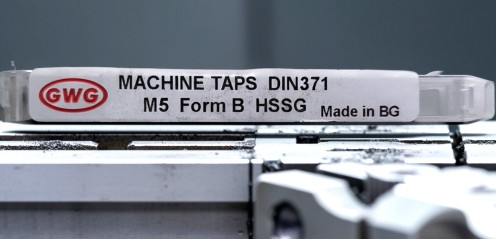 GWG
MACHINE TAPS DIN371
M5 Form B HSSG Made in BG